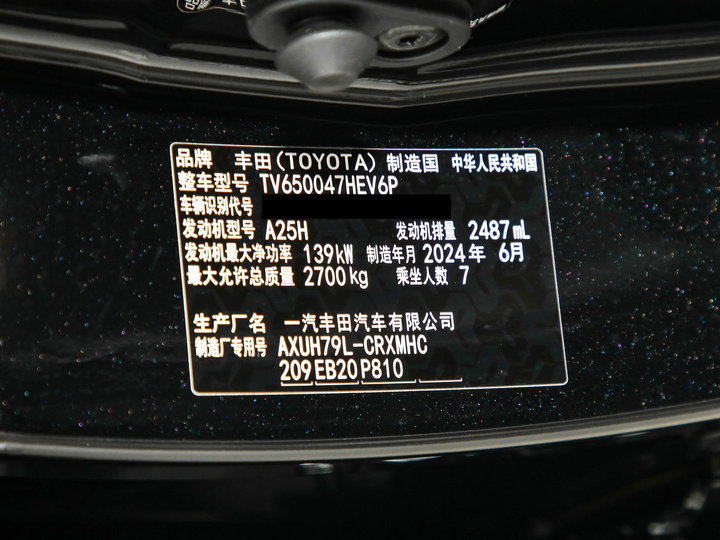 品牌 丰田(TOYOTA) 制造国 中华人民共和国
整车型号 TV650047HEV6P
车辆识别代号
发动机型号 A25H 发动机排量 2487mL
发动机最大净功率 139kW 制造年月 2024年 6月
最大允许总质量 2700kg 乘坐人数 7
生产厂名 一汽丰田汽车有限公司
制造厂专用号 AXUH79L-CRXMHC
209 EB20 P810